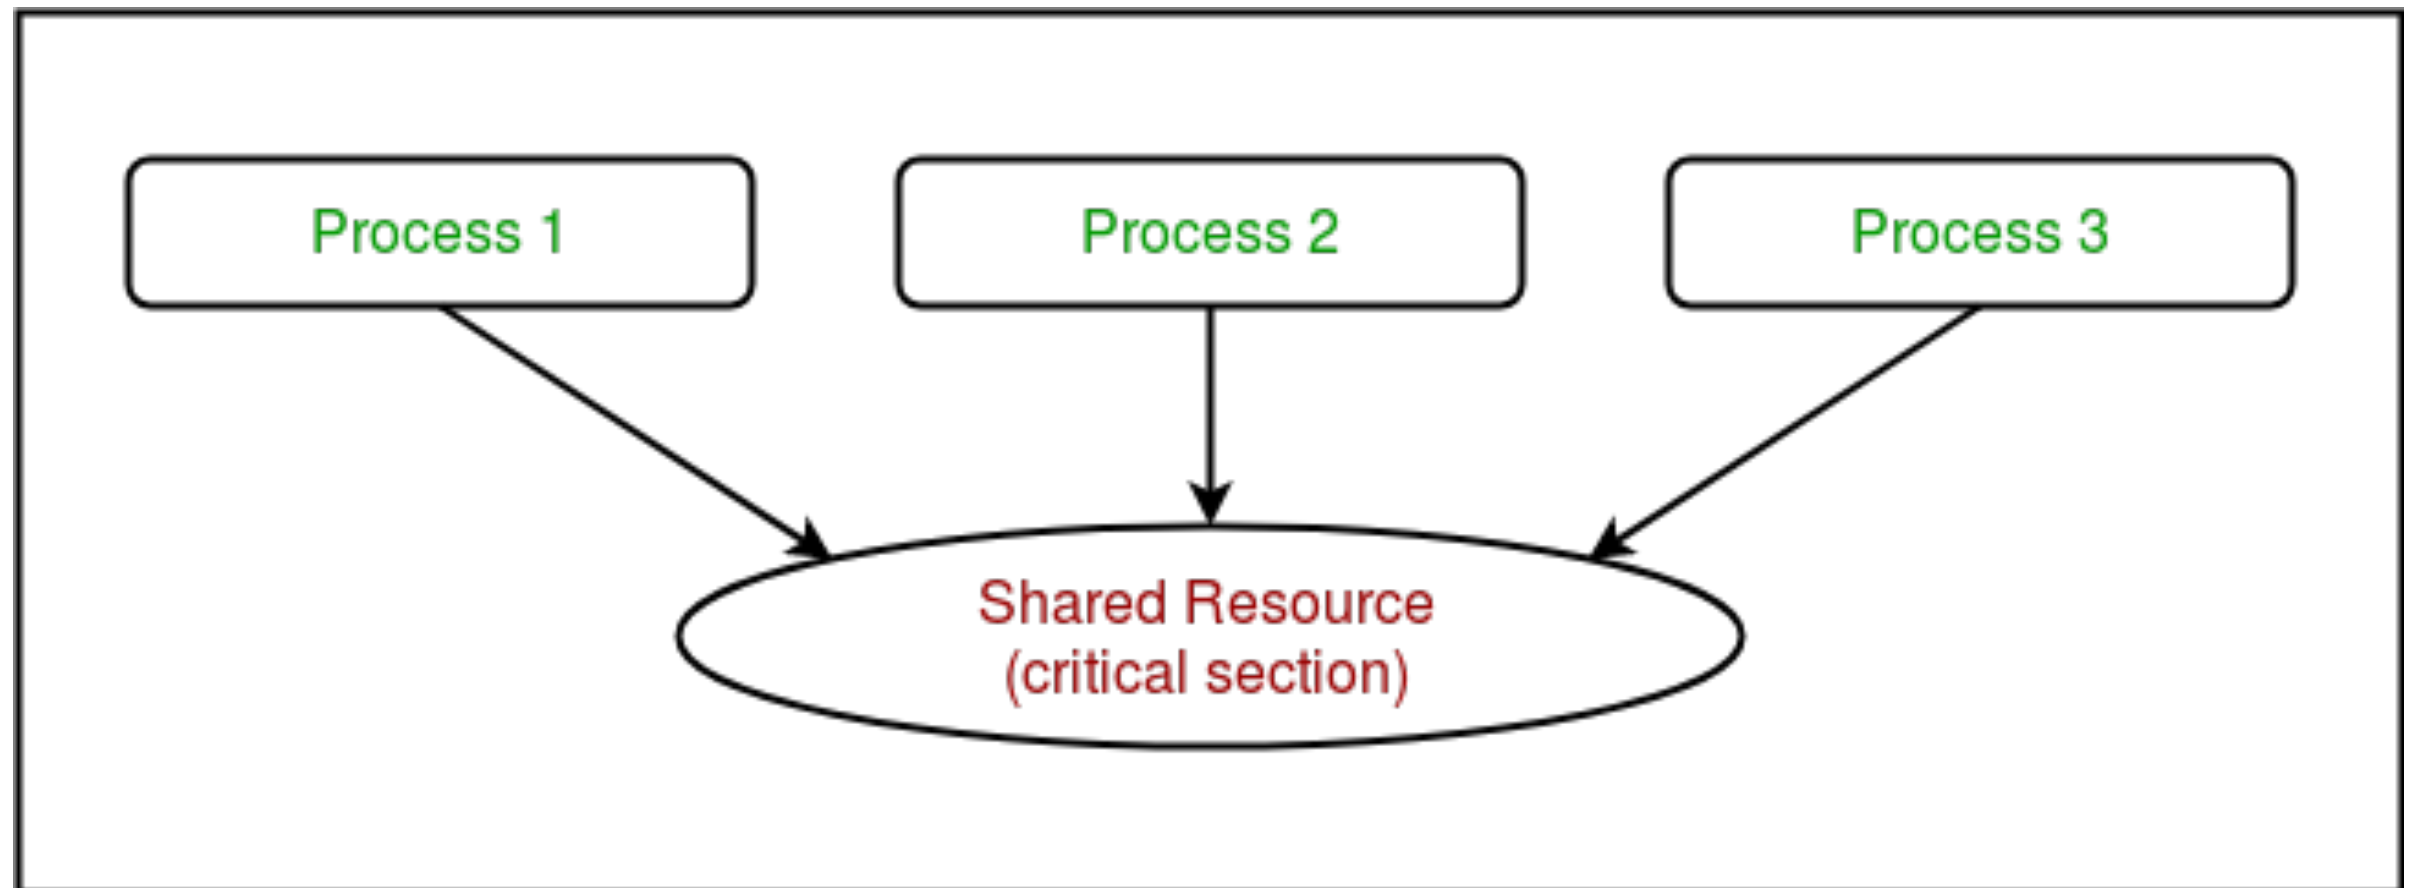 Process 1
Process 2
Process 3
Shared Resource
(critical section)